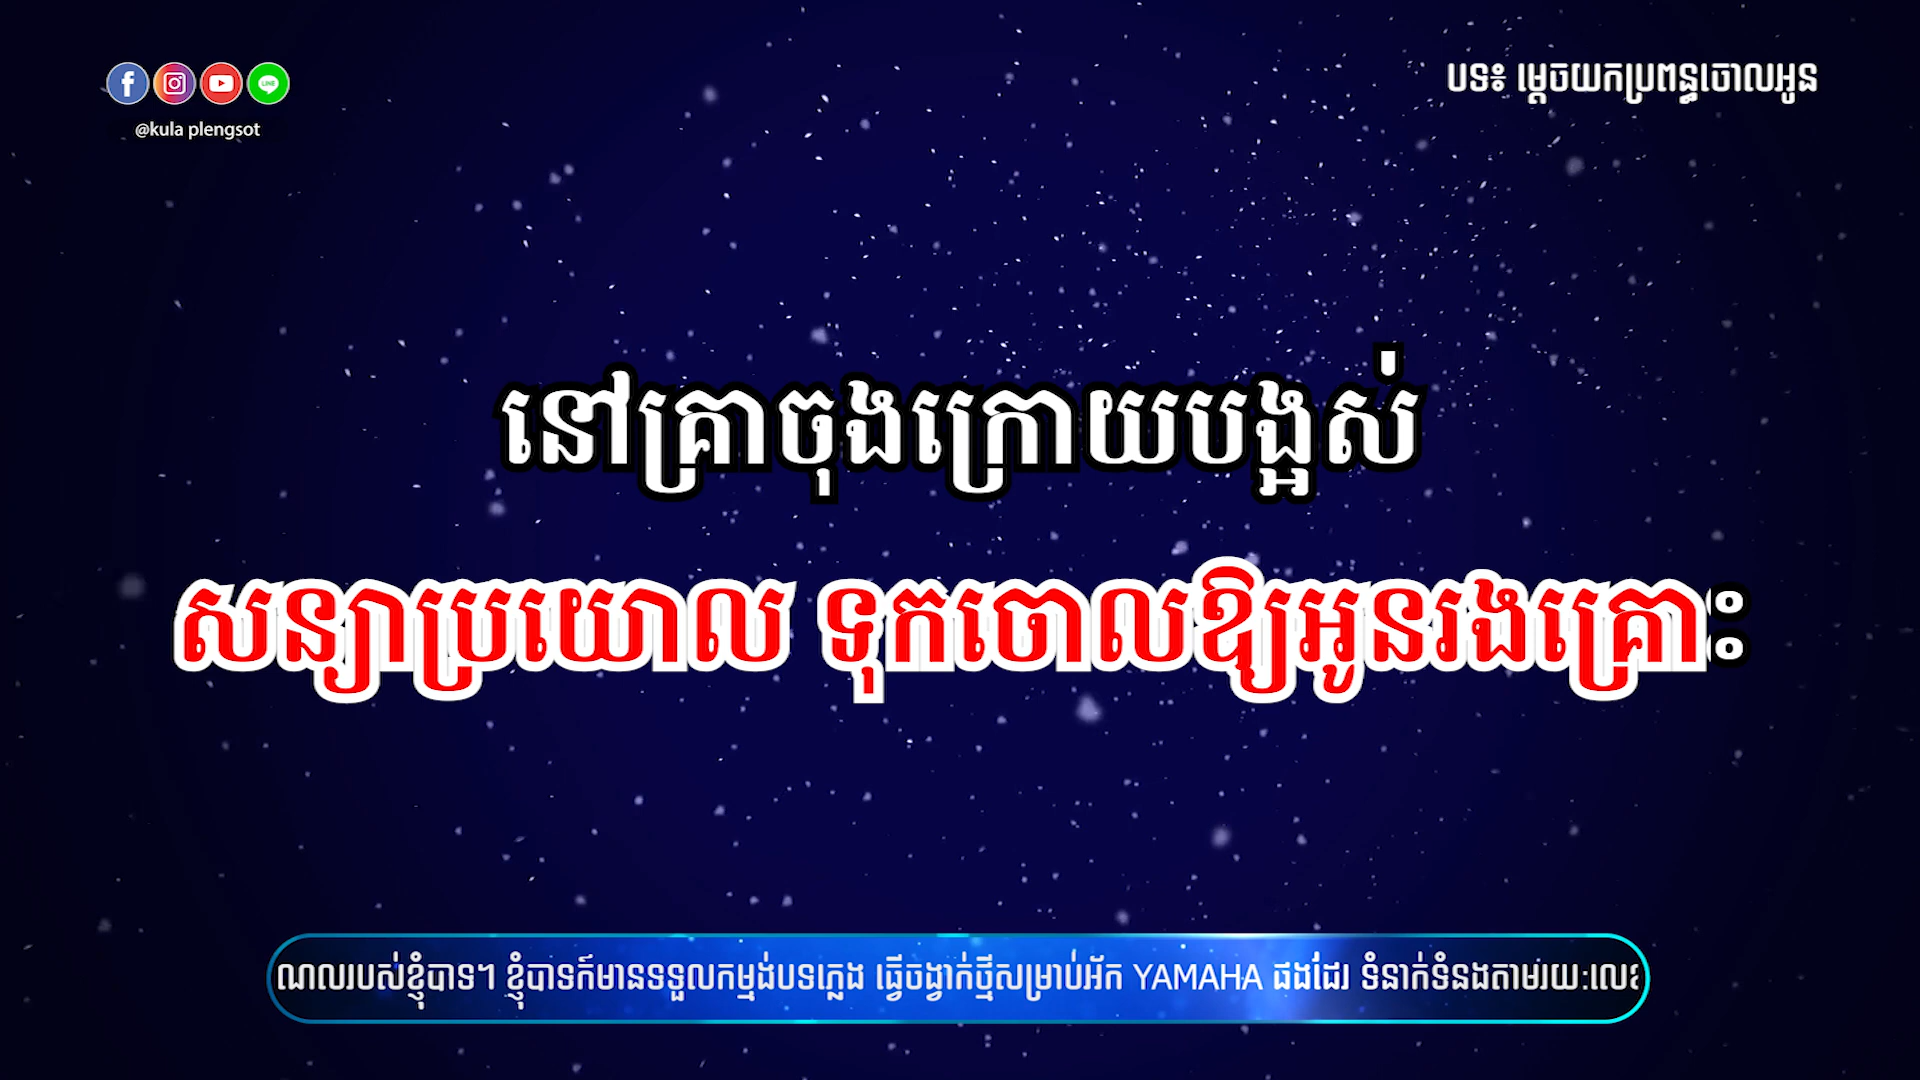 @kula plengsot
បទ៖ ម្ដេចយកប្រពន្ធចោលអូន
នៅគ្រាចុងក្រោយបង្អស់
សន្យាប្រយោល ទុកចោលឱ្យអូនរងគ្រោះ
ណលរបស់ខ្ញុំបាទ។ ខ្ញុំបាទក៍មានទទួលកម្មង់បទភ្លេង ធ្វើចង្វាក់ថ្មីសម្រាប់អ័ក YAMAHA ផងដែរ ទំនាក់ទំនងតាមរយៈលេខ